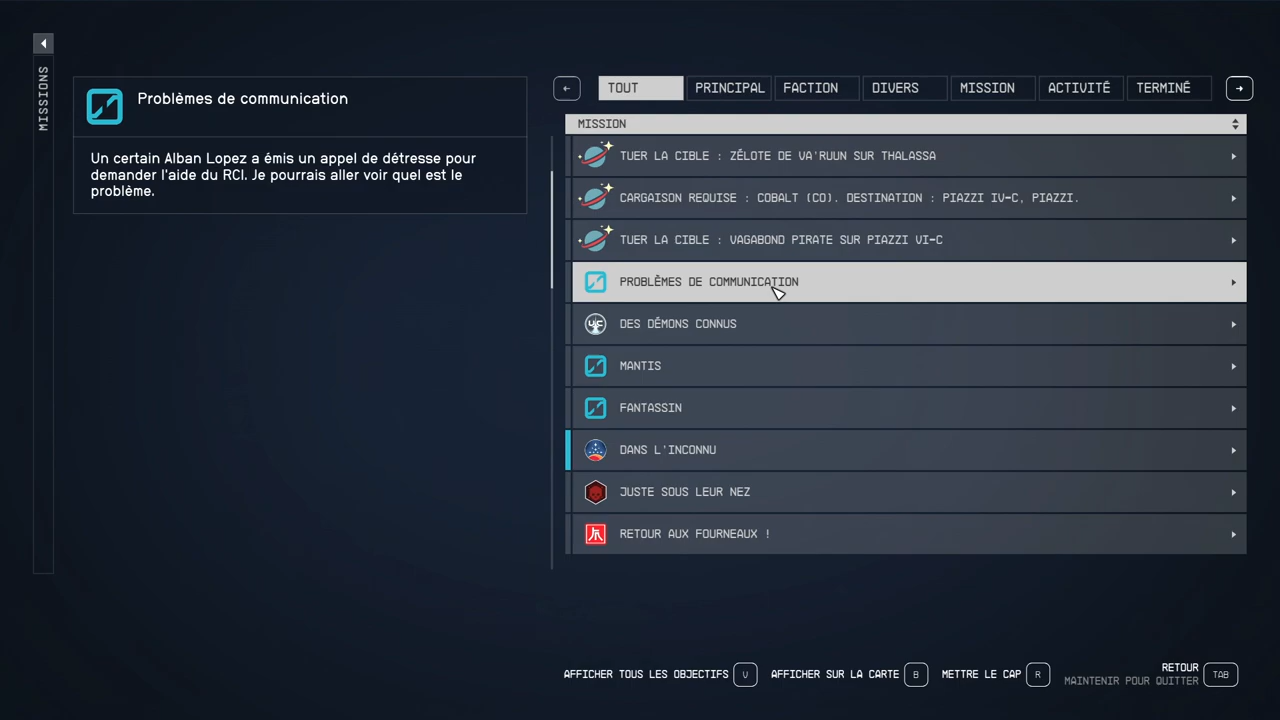 MISSIONS
Problèmes de communication
Un certain Alban Lopez a émis un appel de détresse pour
demander l'aide du RCI. Je pourrais aller voir quel est le
problème.
TOUT PRINCIPAL FACTION DIVERS MISSION ACTIVITÉ TERMINÉ
MISSION
TUER LA CIBLE : ZÉLOTE DE VA'RUUN SUR THALASSA
CARGAISON REQUISE : COBALT (CO). DESTINATION : PIAZZI IV-C, PIAZZI.
TUER LA CIBLE : VAGABOND PIRATE SUR PIAZZI VI-C
PROBLÈMES DE COMMUNICATION
UC DES DÉMONS CONNUS
MANTIS
FANTASSIN
DANS L'INCONNU
JUSTE SOUS LEUR NEZ
RETOUR AUX FOURNEAUX !
AFFICHER TOUS LES OBJECTIFS V AFFICHER SUR LA CARTE B METTRE LE CAP R RETOUR TAB
MAINTENIR POUR QUITTER